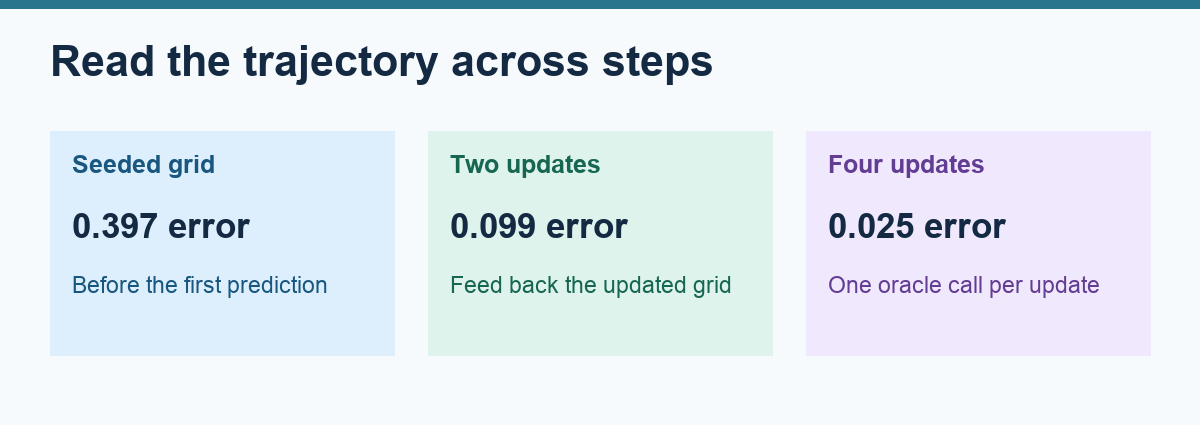 Read the trajectory across steps
Seeded grid
0.397 error
Before the first prediction
Two updates
0.099 error
Feed back the updated grid
Four updates
0.025 error
One oracle call per update